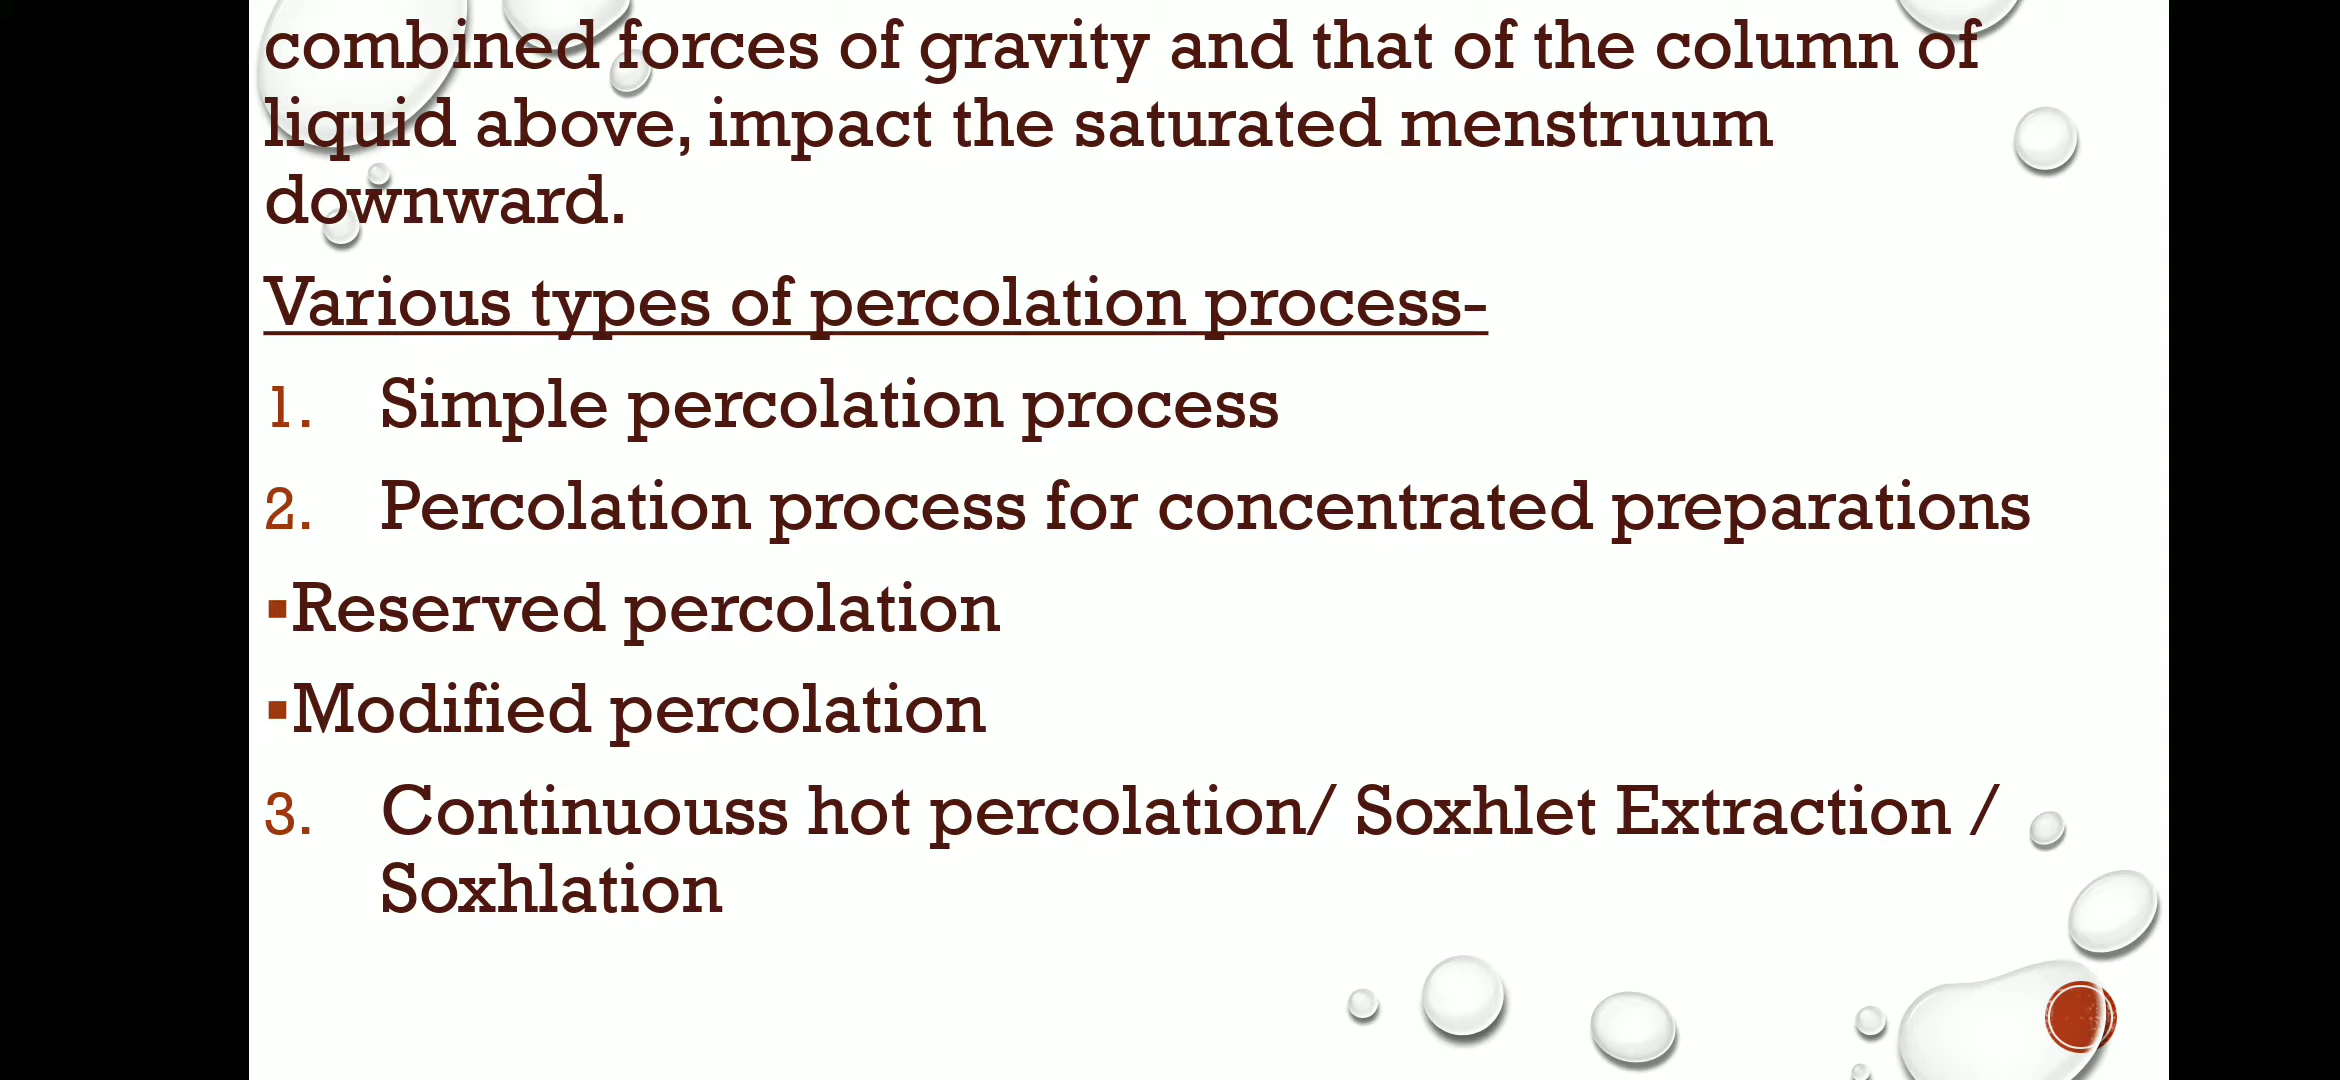 combined forces of gravity and that of the column of
liquid above, impact the saturated menstruum
downward.
Various types of percolation process-
1. Simple percolation process
2. Percolation process for concentrated preparations
▪Reserved percolation
▪Modified percolation
3. Continuouss hot percolation/ Soxhlet Extraction /
Soxhlation